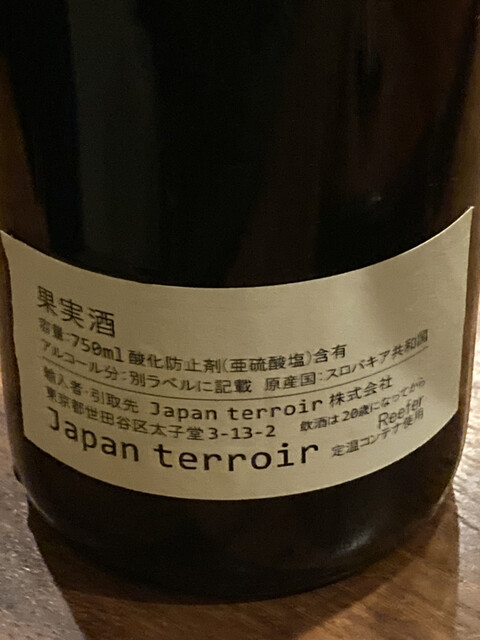 果実酒
容量:750ml 酸化防止剤(亜硫酸塩)含有
アルコール分:別ラベルに記載 原産国:スロバキア共和国
輸入者・引取先 Japan terroir 株式会社
東京都世田谷区太子堂3-13-2 飲酒は20歳になってから
Japan terroir Reefer
定温コンテナ使用